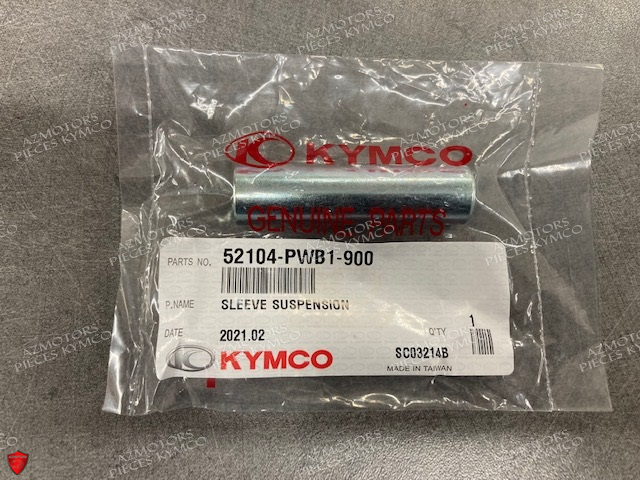 KYMCO
GENUINE PARTS
PARTS NO. 52104-PWB1-900
P.NAME SLEEVE SUSPENSION
DATE 2021.02 Q'TY 1
KYMCO SC03214B
MADE IN TAIWAN
AZMOTORS
PIECES KYMCO